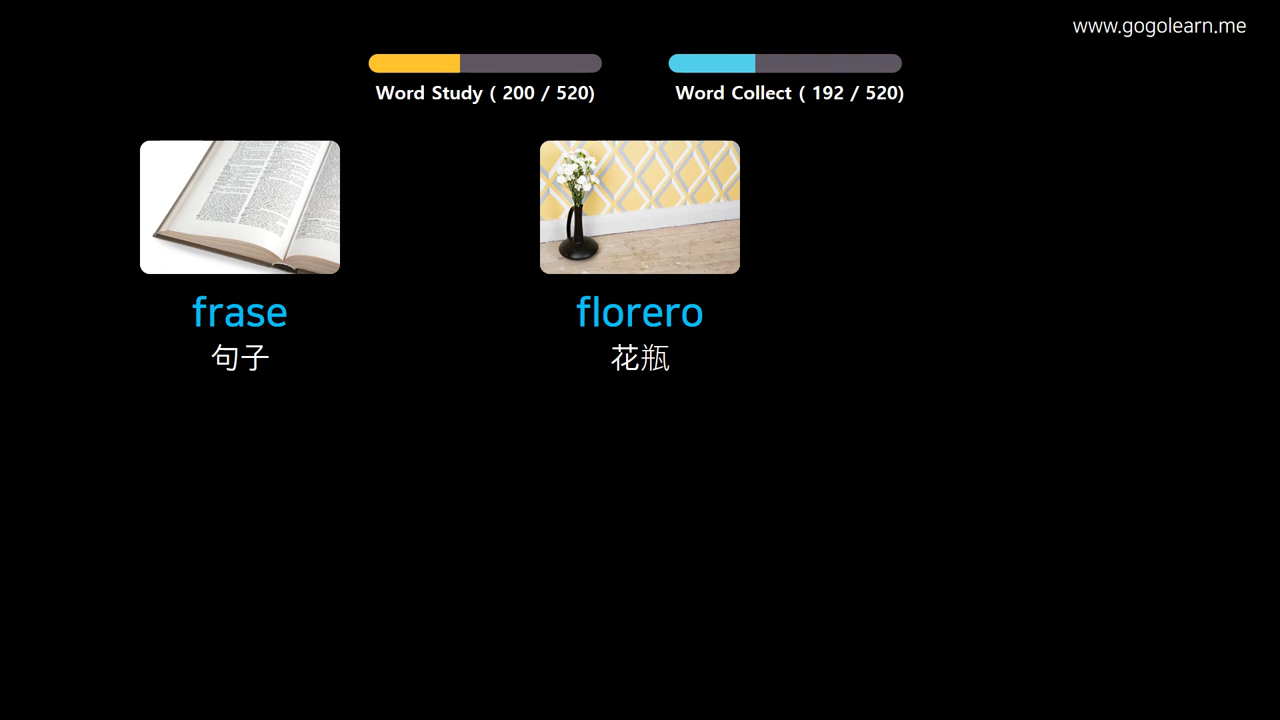 www.gogolearn.me
Word Study ( 200 / 520)
Word Collect ( 192 / 520)
frase
句子
florero
花瓶